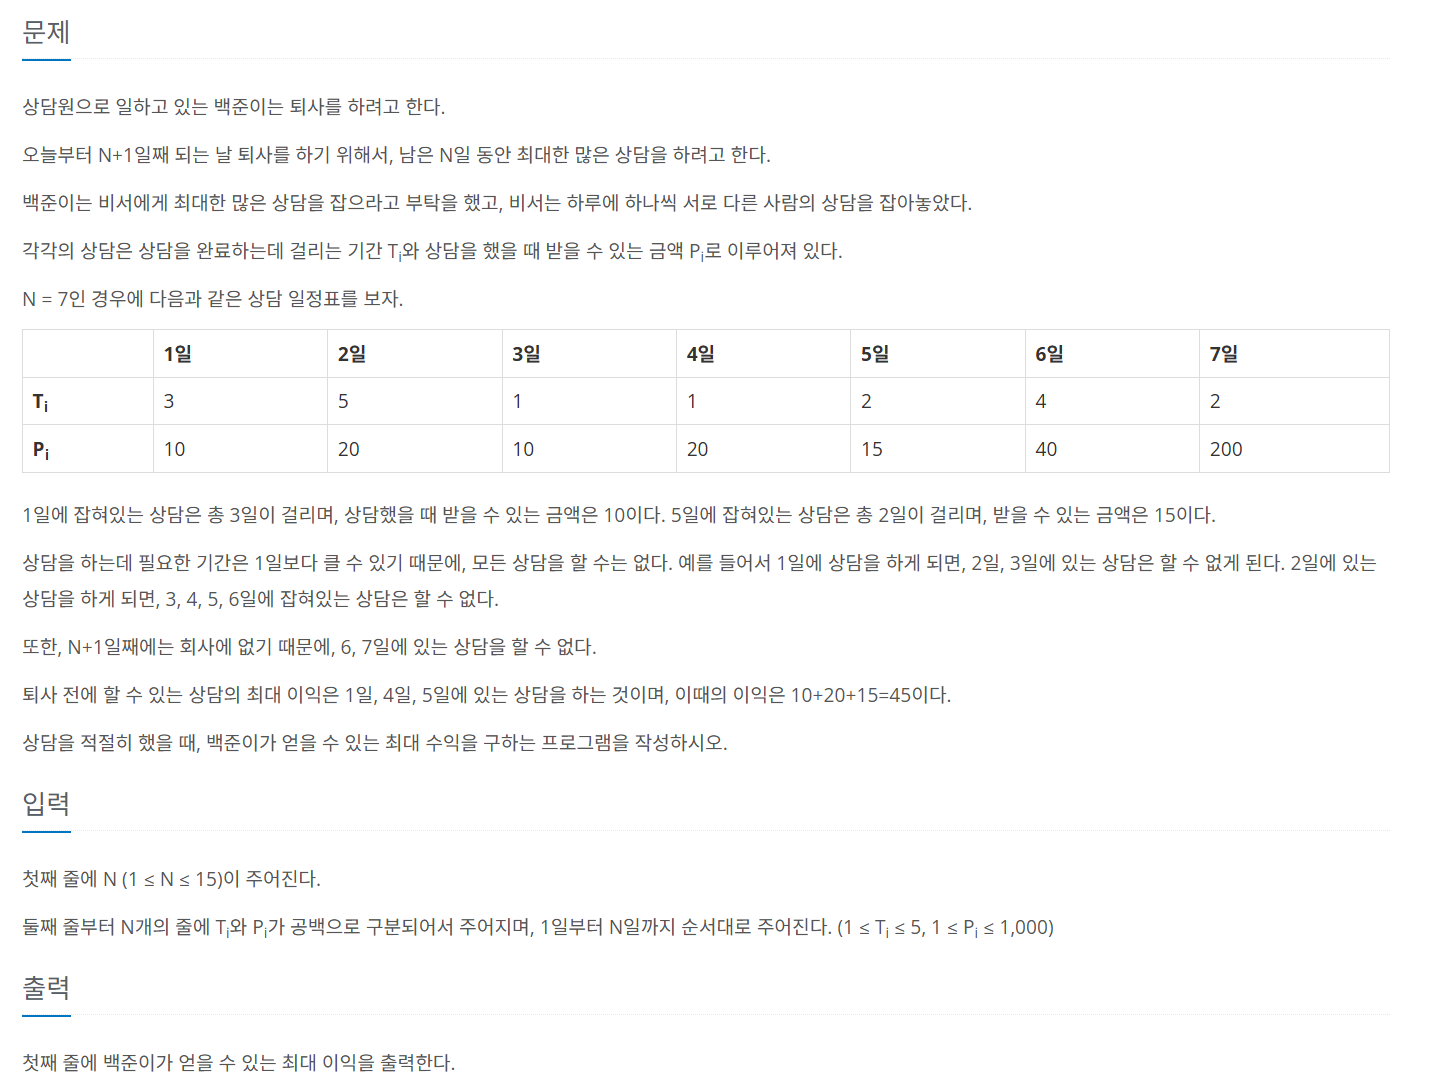 문제
상담원으로 일하고 있는 백준이는 퇴사를 하려고 한다.
오늘부터 N+1일째 되는 날 퇴사를 하기 위해서, 남은 N일 동안 최대한 많은 상담을 하려고 한다.
백준이는 비서에게 최대한 많은 상담을 잡으라고 부탁을 했고, 비서는 하루에 하나씩 서로 다른 사람의 상담을 잡아놓았다.
각각의 상담은 상담을 완료하는데 걸리는 기간 Ti와 상담을 했을 때 받을 수 있는 금액 Pi로 이루어져 있다.
N = 7인 경우에 다음과 같은 상담 일정표를 보자.
1일 2일 3일 4일 5일 6일 7일
Ti 3 5 1 1 2 4 2
Pi 10 20 10 20 15 40 200
1일에 잡혀있는 상담은 총 3일이 걸리며, 상담했을 때 받을 수 있는 금액은 10이다. 5일에 잡혀있는 상담은 총 2일이 걸리며, 받을 수 있는 금액은 15이다.
상담을 하는데 필요한 기간은 1일보다 클 수 있기 때문에, 모든 상담을 할 수는 없다. 예를 들어서 1일에 상담을 하게 되면, 2일, 3일에 있는 상담은 할 수 없게 된다. 2일에 있는
상담을 하게 되면, 3, 4, 5, 6일에 잡혀있는 상담은 할 수 없다.
또한, N+1일째에는 회사에 없기 때문에, 6, 7일에 있는 상담을 할 수 없다.
퇴사 전에 할 수 있는 상담의 최대 이익은 1일, 4일, 5일에 있는 상담을 하는 것이며, 이때의 이익은 10+20+15=45이다.
상담을 적절히 했을 때, 백준이가 얻을 수 있는 최대 수익을 구하는 프로그램을 작성하시오.
입력
첫째 줄에 N (1 ≤ N ≤ 15)이 주어진다.
둘째 줄부터 N개의 줄에 Ti와 Pi가 공백으로 구분되어서 주어지며, 1일부터 N일까지 순서대로 주어진다. (1 ≤ Ti ≤ 5, 1 ≤ Pi ≤ 1,000)
출력
첫째 줄에 백준이가 얻을 수 있는 최대 이익을 출력한다.